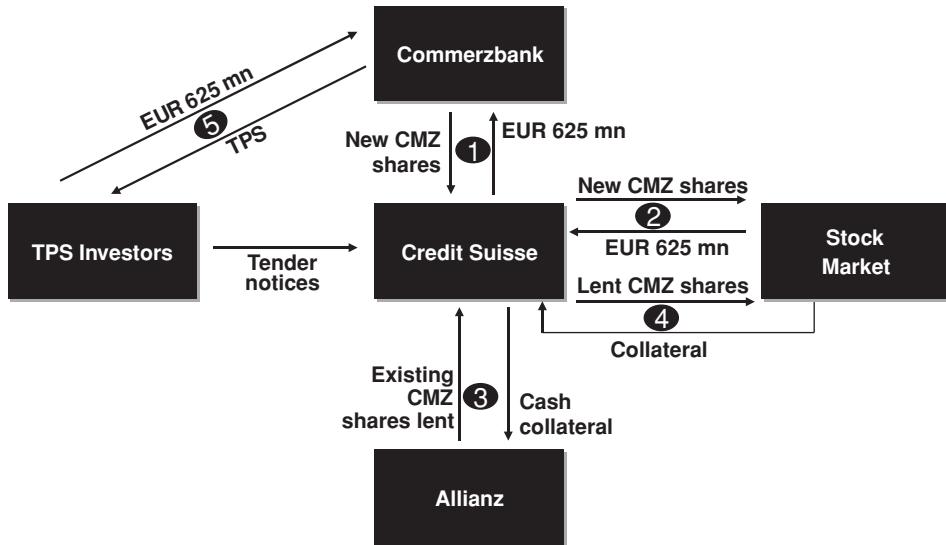 Commerzbank
EUR 625 mn
5
TPS
New CMZ
shares
1
EUR 625 mn
New CMZ shares
2
EUR 625 mn
TPS Investors
Tender
notices
Credit Suisse
Stock
Market
Lent CMZ shares
4
Collateral
Existing
CMZ
shares lent
3
Cash
collateral
Allianz